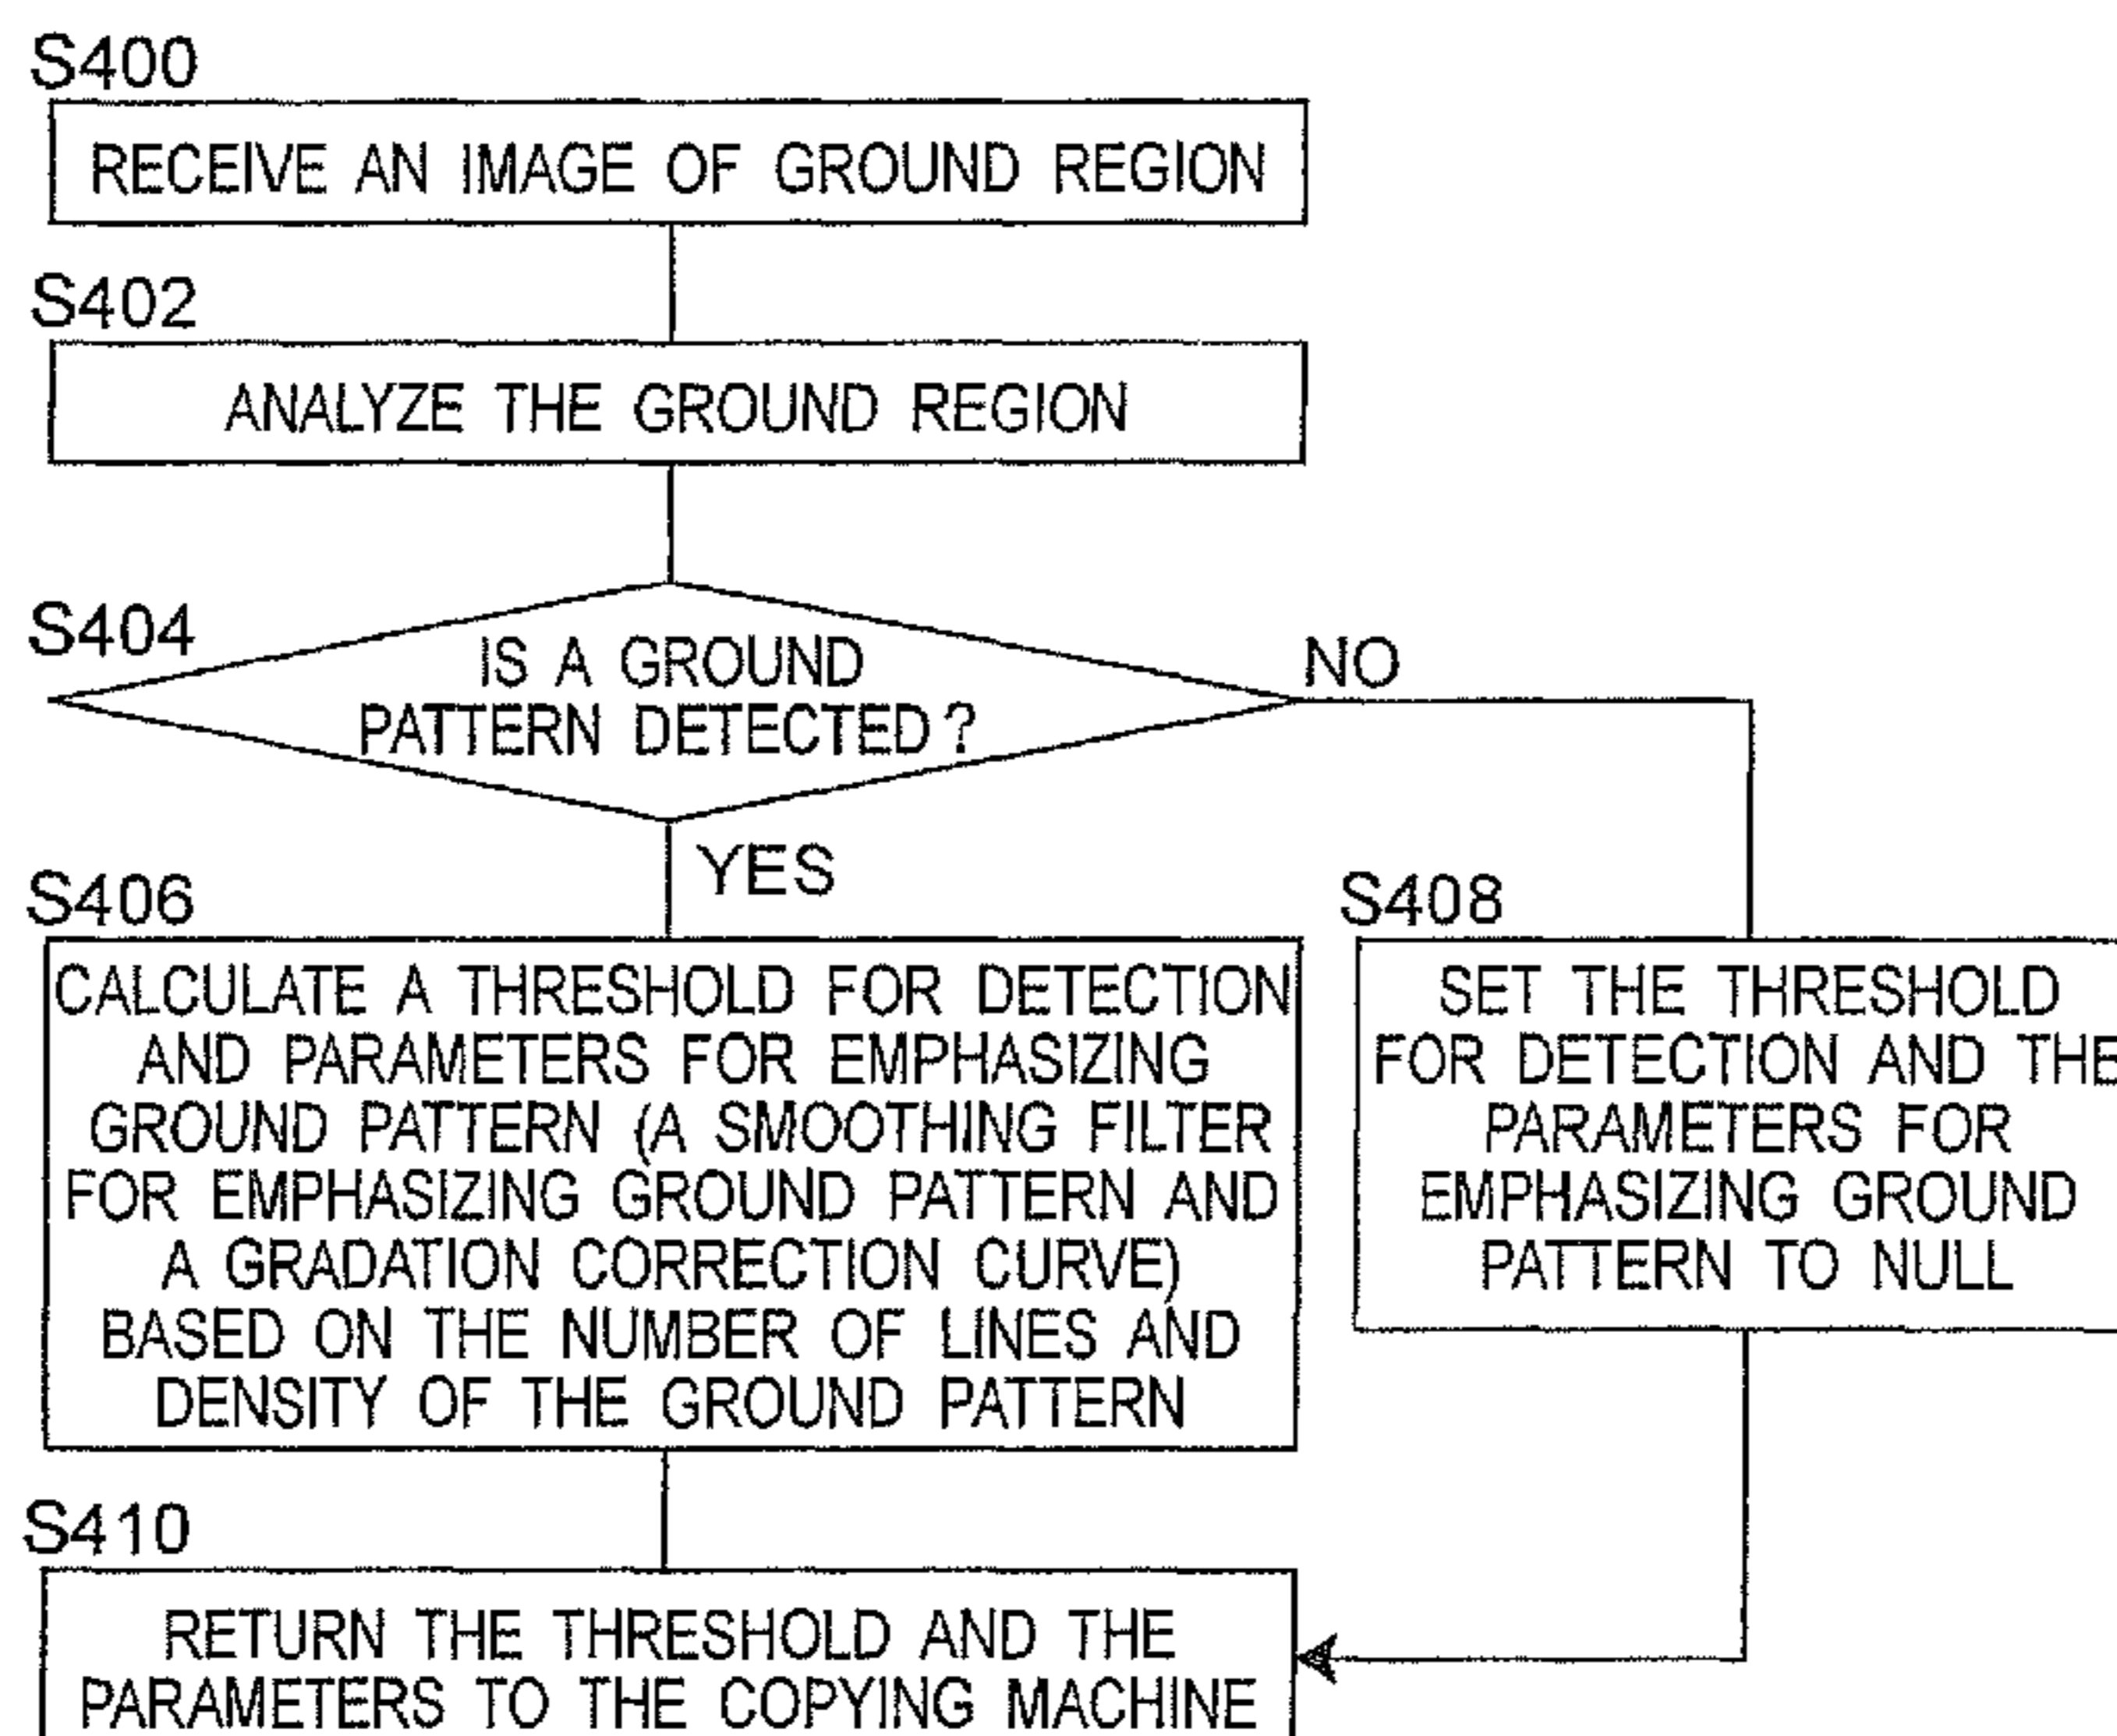 S400
RECEIVE AN IMAGE OF GROUND REGION
S402
ANALYZE THE GROUND REGION
S404
IS A GROUND
PATTERN DETECTED?
NO
YES
S406
CALCULATE A THRESHOLD FOR DETECTION
AND PARAMETERS FOR EMPHASIZING
GROUND PATTERN (A SMOOTHING FILTER
FOR EMPHASIZING GROUND PATTERN AND
A GRADATION CORRECTION CURVE)
BASED ON THE NUMBER OF LINES AND
DENSITY OF THE GROUND PATTERN
S408
SET THE THRESHOLD
FOR DETECTION AND THE
PARAMETERS FOR
EMPHASIZING GROUND
PATTERN TO NULL
S410
RETURN THE THRESHOLD AND THE
PARAMETERS TO THE COPYING MACHINE